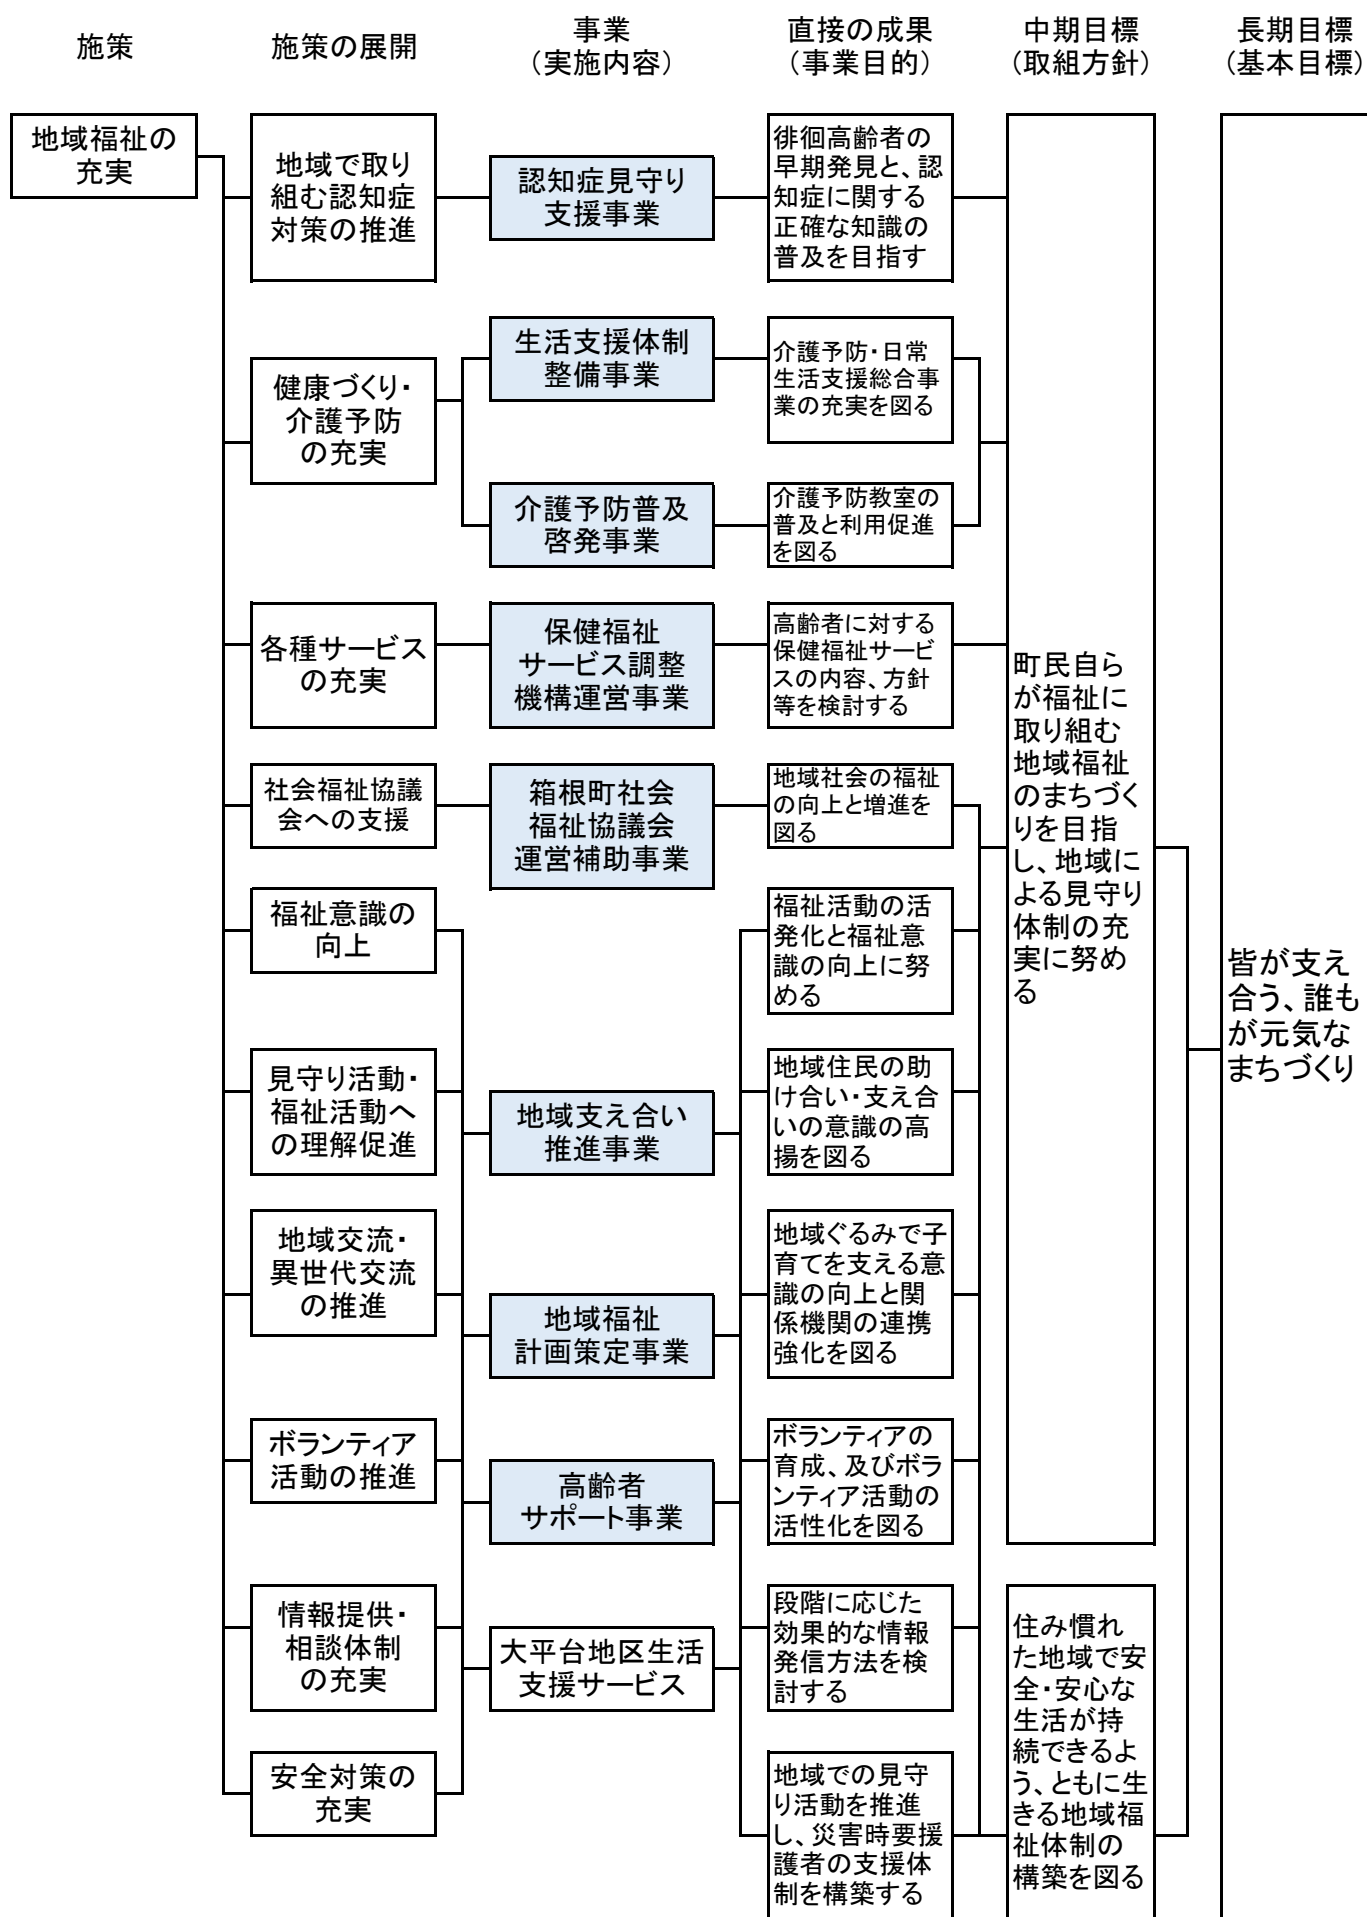 施策
施策の展開
事業
（実施内容）
直接の成果
（事業目的）
中期目標
（取組方針）
長期目標
（基本目標）
地域福祉の
充実
地域で取り
組む認知症
対策の推進
認知症見守り
支援事業
徘徊高齢者の
早期発見と、認
知症に関する
正確な知識の
普及を目指す
健康づくり・
介護予防
の充実
生活支援体制
整備事業
介護予防・日常
生活支援総合事
業の充実を図る
介護予防普及
啓発事業
介護予防教室の
普及と利用促進
を図る
各種サービス
の充実
保健福祉
サービス調整
機構運営事業
高齢者に対する
保健福祉サービ
スの内容、方針
等を検討する
社会福祉協議
会への支援
箱根町社会
福祉協議会
運営補助事業
地域社会の福祉
の向上と増進を
図る
福祉意識の
向上
福祉活動の活
発化と福祉意
識の向上に努
める
見守り活動・
福祉活動へ
の理解促進
地域支え合い
推進事業
地域住民の助
け合い・支え合
いの意識の高
揚を図る
地域交流・
異世代交流
の推進
地域福祉
計画策定事業
地域ぐるみで子
育てを支える意
識の向上と関
係機関の連携
強化を図る
ボランティア
活動の推進
高齢者
サポート事業
ボランティアの
育成、及びボラ
ンティア活動の
活性化を図る
情報提供・
相談体制
の充実
大平台地区生活
支援サービス
段階に応じた
効果的な情報
発信方法を検
討する
安全対策の
充実
地域での見守
り活動を推進
し、災害時要援
護者の支援体
制を構築する
町民自ら
が福祉に
取り組む
地域福祉
のまちづく
りを目指
し、地域に
よる見守り
体制の充
実に努め
る
住み慣れ
た地域で安
全・安心な
生活が持
続できるよ
う、ともに生
きる地域福
祉体制の
構築を図る
皆が支え
合う、誰も
が元気な
まちづくり